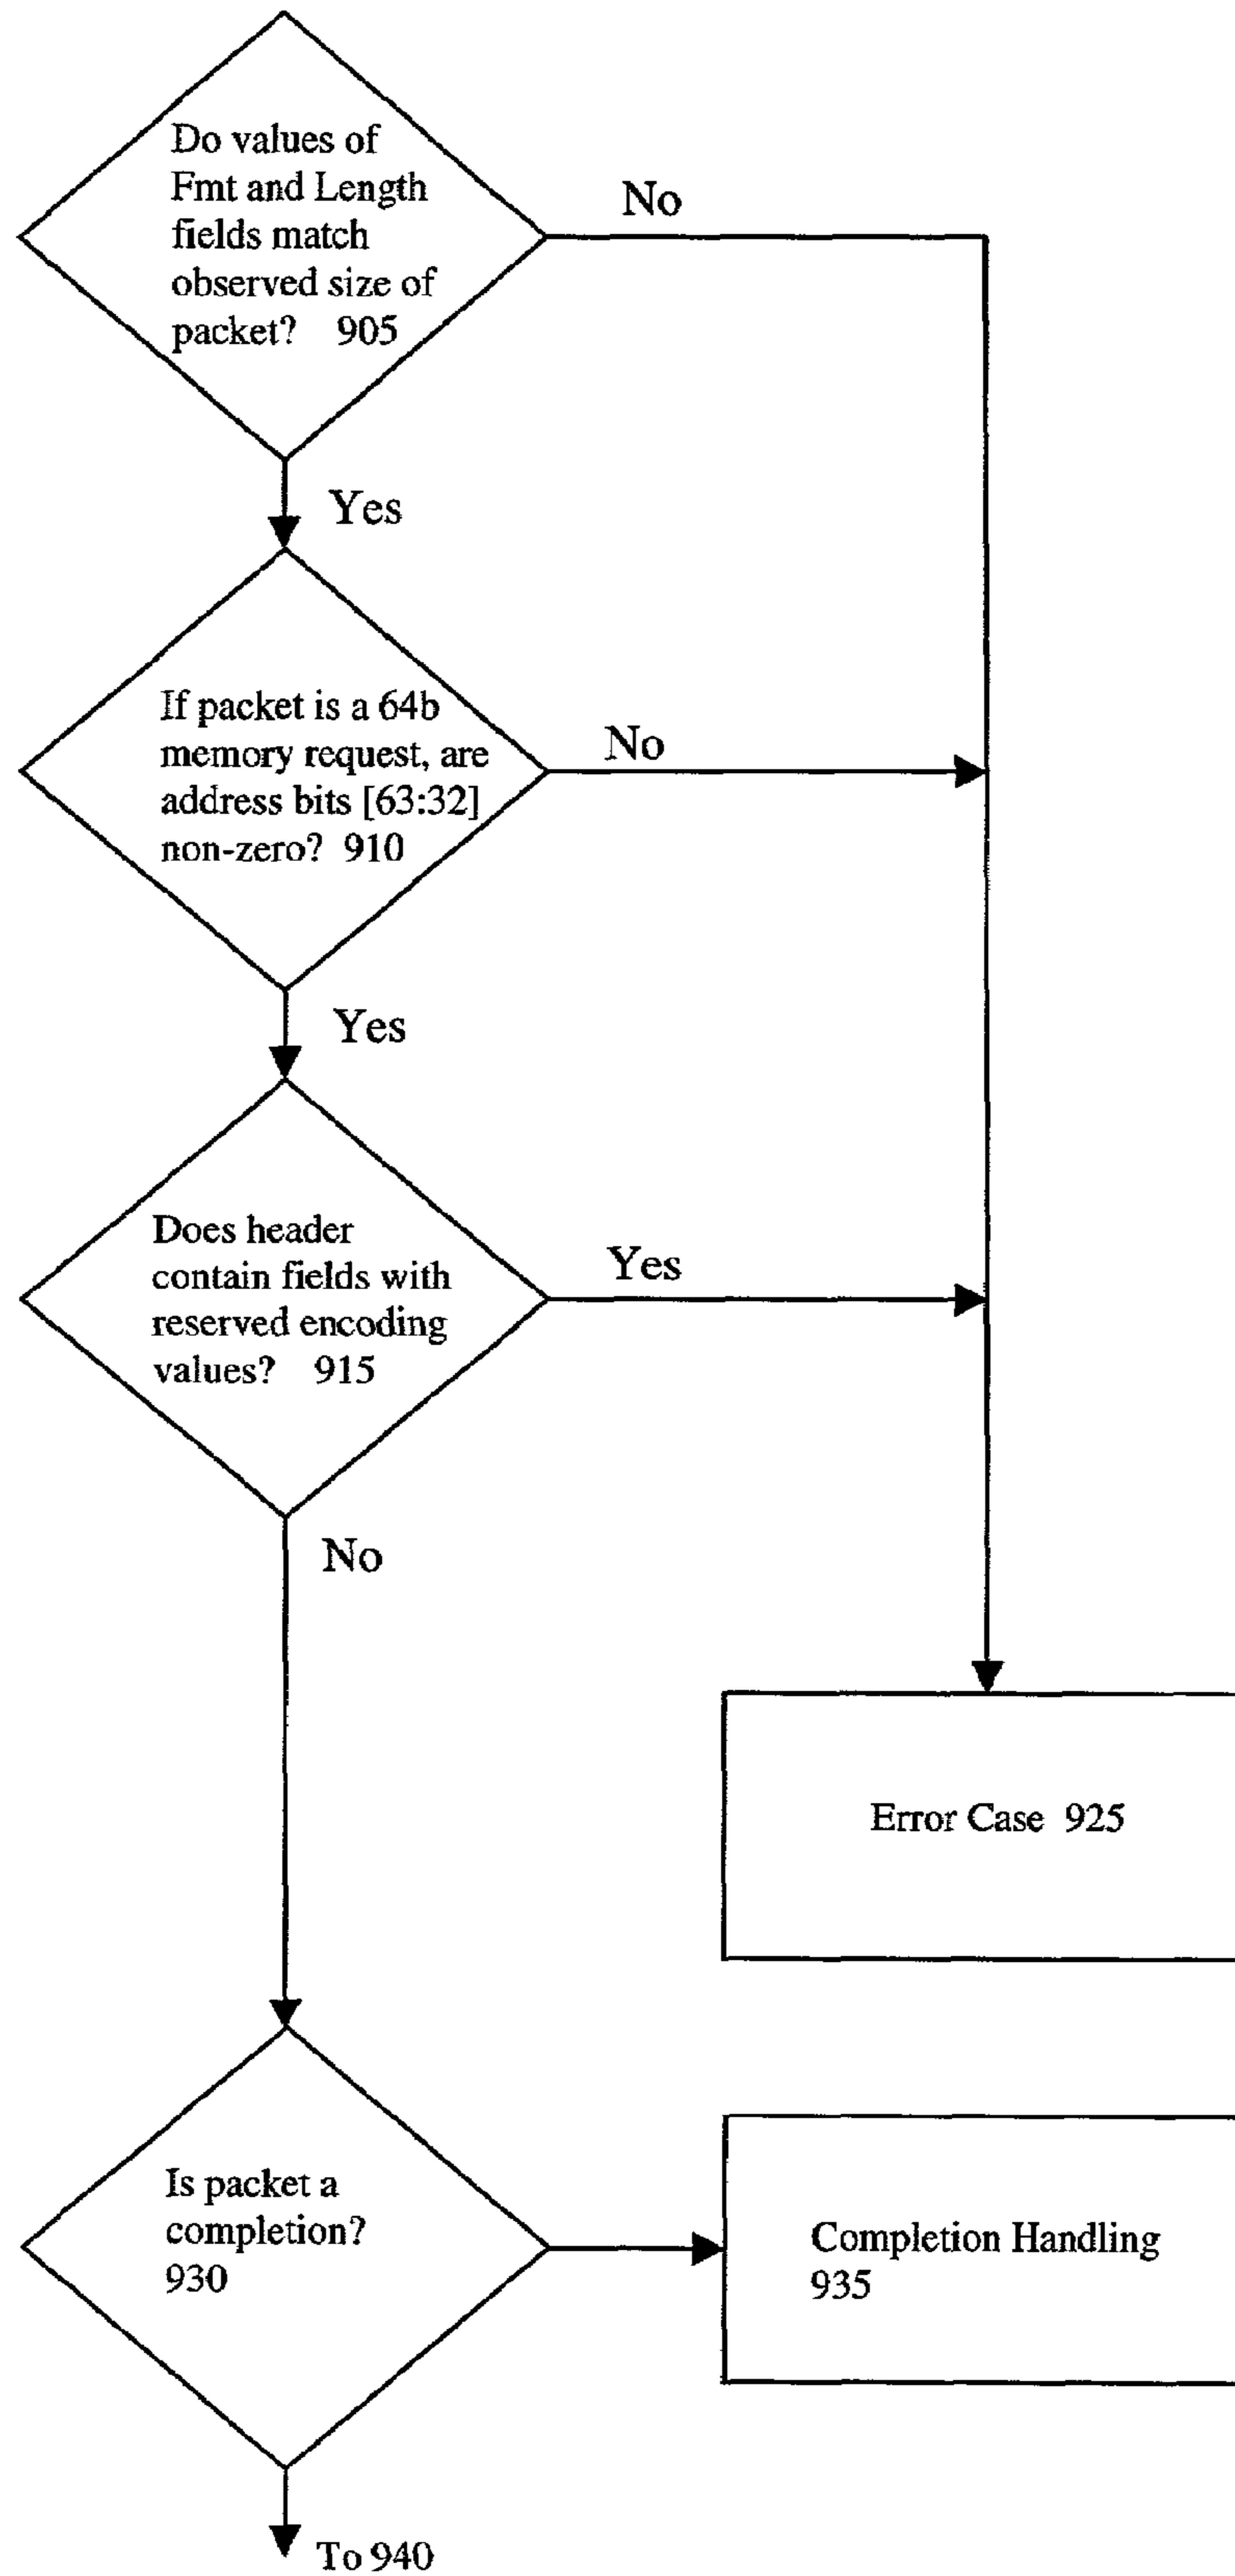 Do values of
Fmt and Length
fields match
observed size of
packet? 905
No
Yes
If packet is a 64b
memory request, are
address bits [63:32]
non-zero? 910
No
Yes
Does header
contain fields with
reserved encoding
values? 915
Yes
No
Error Case 925
Is packet a
completion?
930
Completion Handling
935
To 940